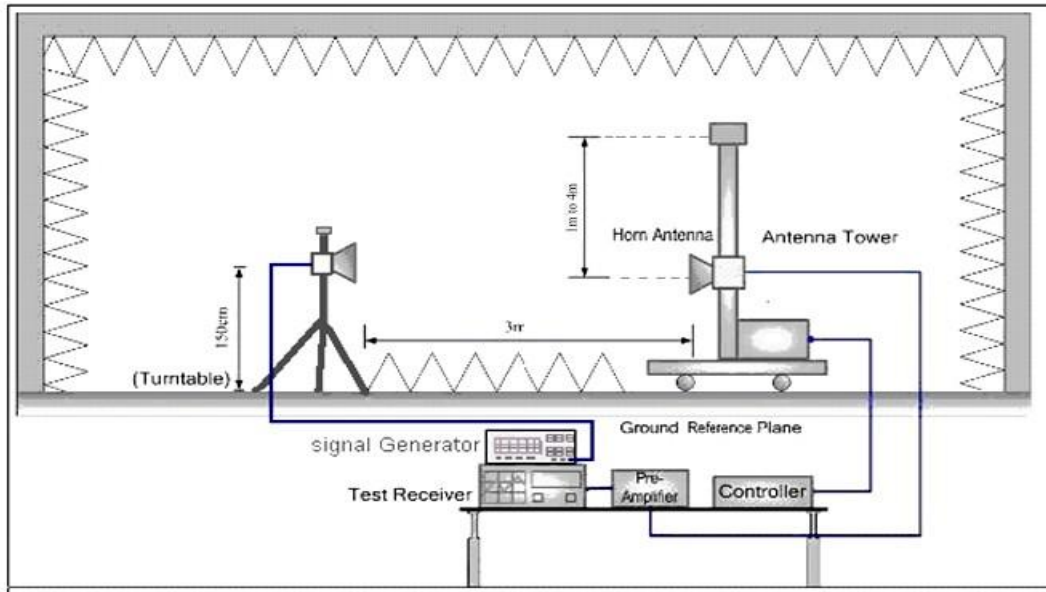 1m to 4m
Horn Antenna
Antenna Tower
150cm
3m
(Turntable)
Ground Reference Plane
signal Generator
Test Receiver
Pre-
Amplifier
Controller